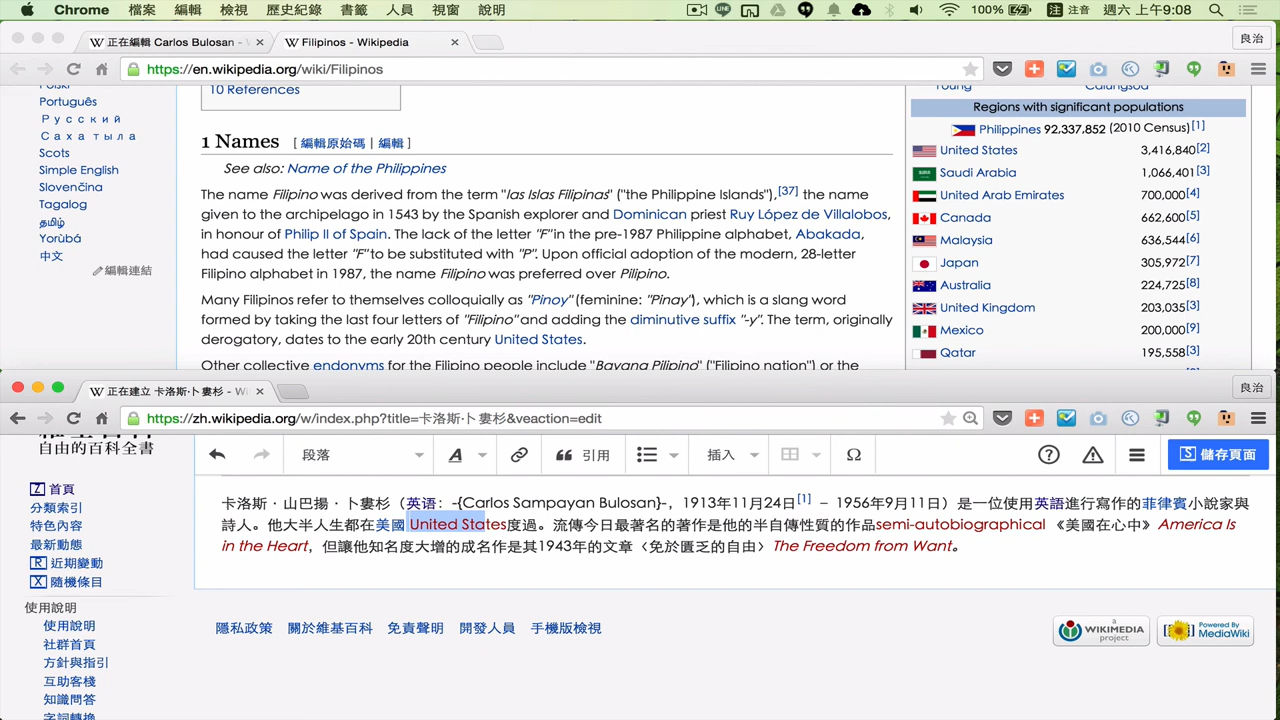 Chrome 檔案 編輯 檢視 歷史紀錄 書籤 人員 視窗 說明 100% 注音 週六 上午9:08
正在編輯 Carlos Bulosan - Filipinos - Wikipedia 良治
https://en.wikipedia.org/wiki/Filipinos
Polski
Português
Русский
Саха тыла
Scots
Simple English
Slovenčina
Tagalog
தமிழ்
Yorùbá
中文
編輯連結
10 References
1 Names [ 編輯原始碼 | 編輯 ]
See also: Name of the Philippines
The name Filipino was derived from the term "las Islas Filipinas" ("the Philippine Islands"),[37] the name
given to the archipelago in 1543 by the Spanish explorer and Dominican priest Ruy López de Villalobos,
in honour of Philip II of Spain. The lack of the letter "F" in the pre-1987 Philippine alphabet, Abakada,
had caused the letter "F" to be substituted with "P". Upon official adoption of the modern, 28-letter
Filipino alphabet in 1987, the name Filipino was preferred over Pilipino.
Many Filipinos refer to themselves colloquially as "Pinoy" (feminine: "Pinay"), which is a slang word
formed by taking the last four letters of "Filipino" and adding the diminutive suffix "-y". The term, originally
derogatory, dates to the early 20th century United States.
Other collective endonyms for the Filipino people include "Bayang Pilipino" ("Filipino nation") or the
Young Calungsod
Regions with significant populations
Philippines 92,337,852 (2010 Census)[1]
United States 3,416,840[2]
Saudi Arabia 1,066,401[3]
United Arab Emirates 700,000[4]
Canada 662,600[5]
Malaysia 636,544[6]
Japan 305,972[7]
Australia 224,725[8]
United Kingdom 203,035[3]
Mexico 200,000[9]
Qatar 195,558[3]
正在建立 卡洛斯·卜婁杉 - 良治
https://zh.wikipedia.org/w/index.php?title=卡洛斯·卜婁杉&veaction=edit
自由的百科全書
Z 首頁
分類索引
特色內容
最新動態
R 近期變動
X 隨機條目
使用說明
使用說明
社群首頁
方針與指引
互助客棧
知識問答
字詞轉換
段落 A 引用 插入 Ω S 儲存頁面
卡洛斯·山巴揚·卜婁杉（英语：-{Carlos Sampayan Bulosan}-，1913年11月24日[1] – 1956年9月11日）是一位使用英語進行寫作的菲律賓小說家與
詩人。他大半人生都在美國 United States度過。流傳今日最著名的著作是他的半自傳性質的作品semi-autobiographical 《美國在心中》 America Is
in the Heart，但讓他知名度大增的成名作是其1943年的文章〈免於匱乏的自由〉 The Freedom from Want。
隱私政策 關於維基百科 免責聲明 開發人員 手機版檢視
a WIKIMEDIA project
Powered By MediaWiki